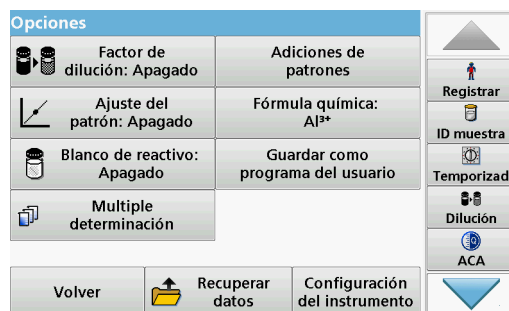 Opciones
Factor de
dilución: Apagado
Adiciones de
patrones
Ajuste del
patrón: Apagado
Fórmula química:
Al³⁺
Blanco de reactivo:
Apagado
Guardar como
programa del usuario
Multiple
determinación
Volver
Recuperar
datos
Configuración
del instrumento
Registrar
ID muestra
Temporizad
Dilución
ACA